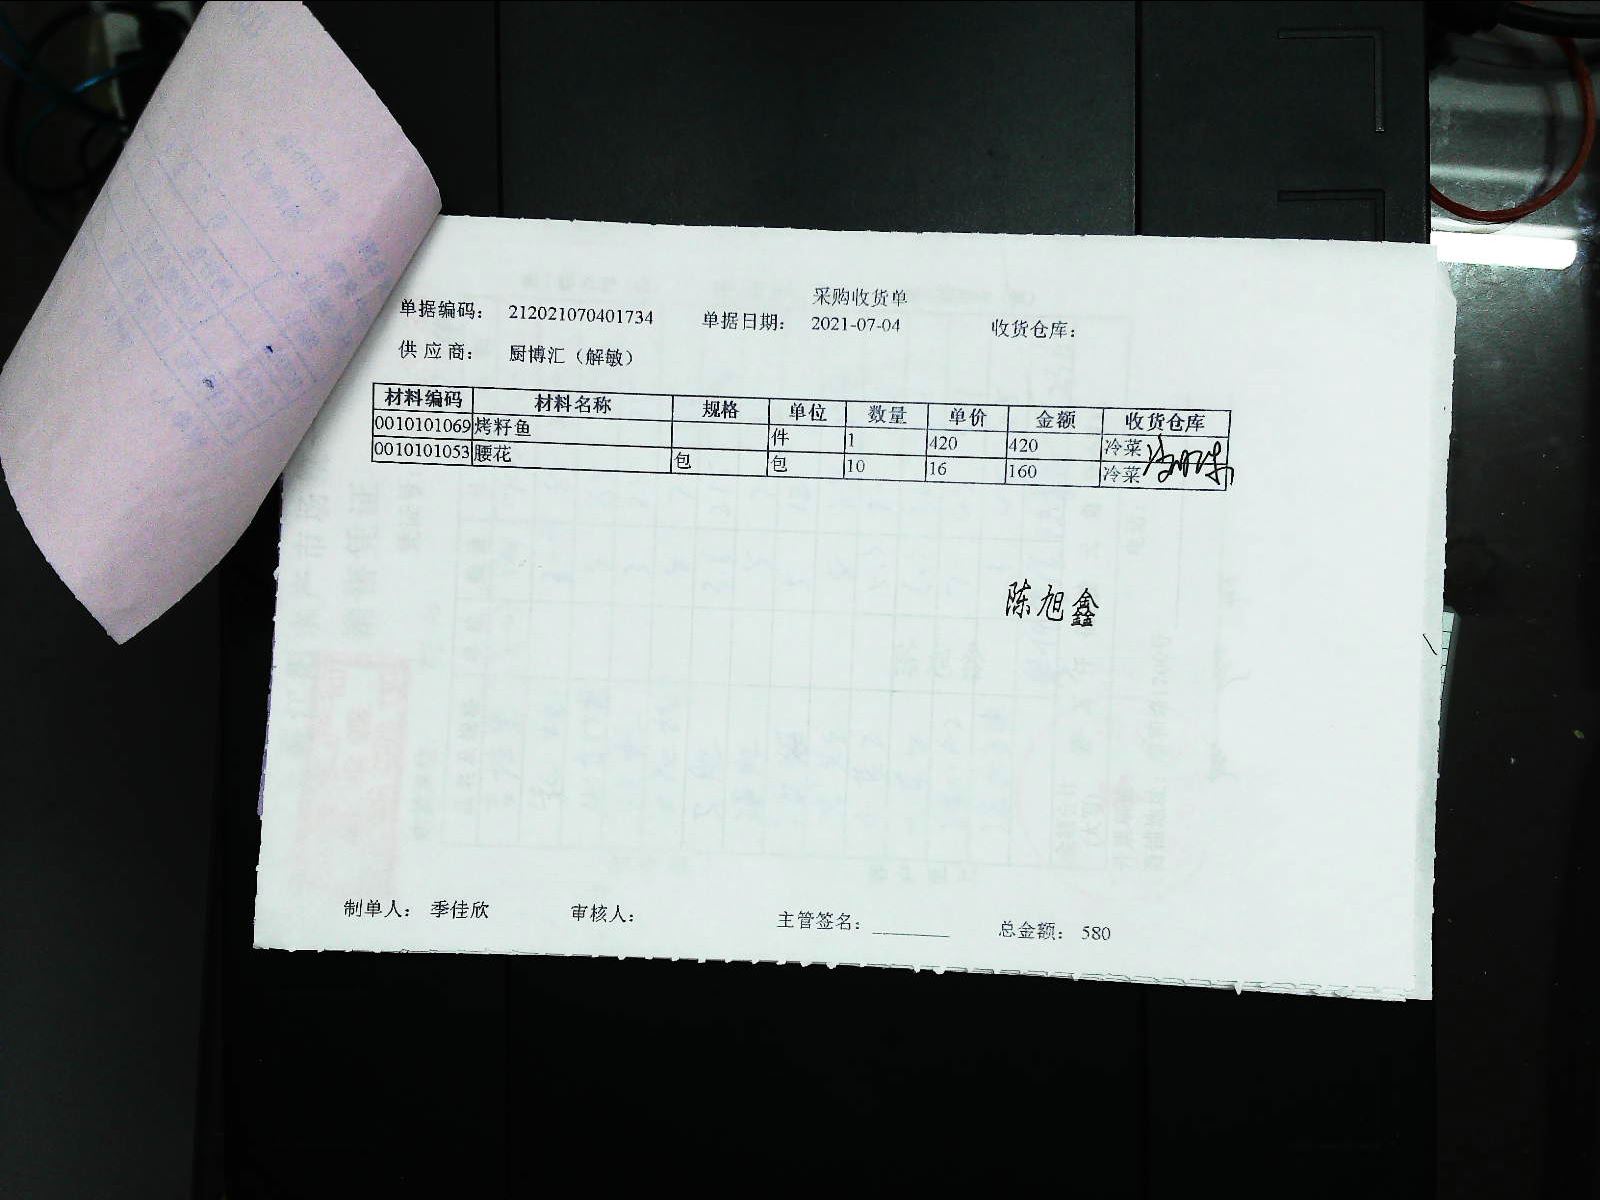 采购收货单
单据编码: 212021070401734 单据日期: 2021-07-04 收货仓库:
供应商: 厨博汇（解敏）
材料编码 材料名称 规格 单位 数量 单价 金额 收货仓库
0010101069 烤籽鱼 件 1 420 420 冷菜
0010101053 腰花 包 包 10 16 160 冷菜
陈旭鑫
制单人: 季佳欣 审核人: 主管签名: ________ 总金额: 580